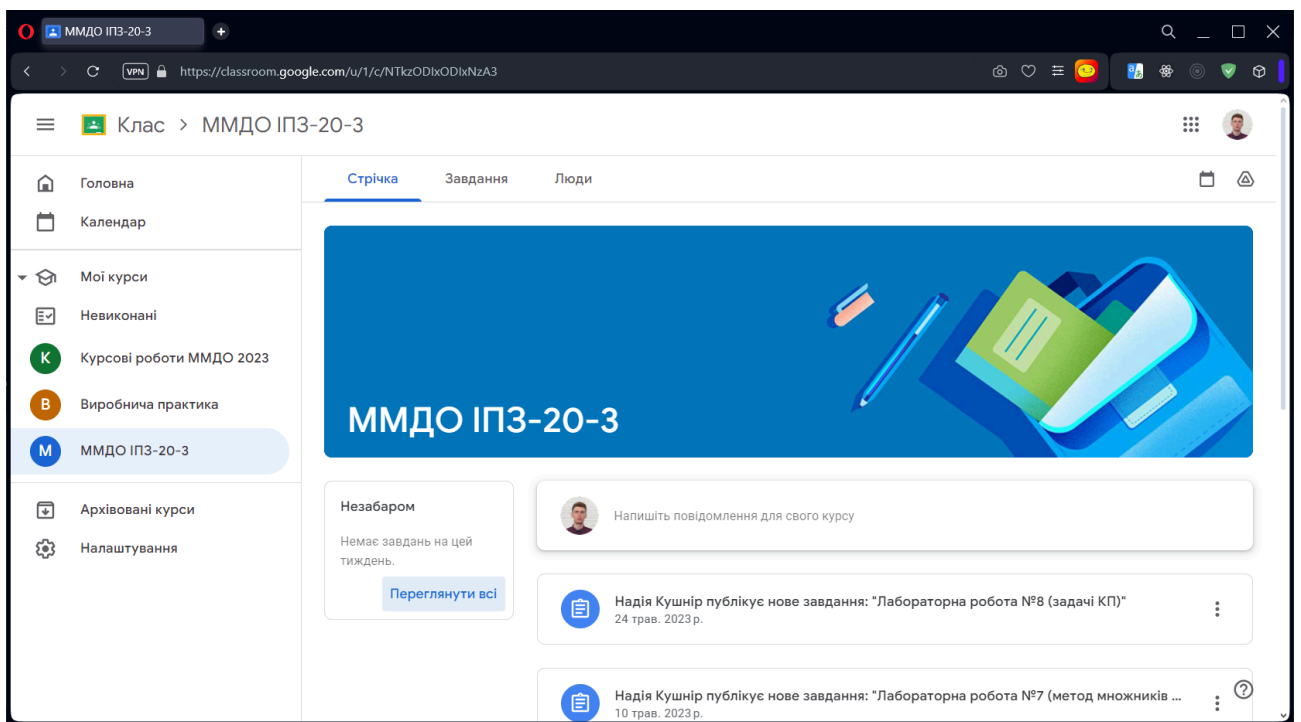 ММДО ІПЗ-20-3
VPN
https://classroom.google.com/u/1/c/NTkzODIxODIxNzA3
Клас > ММДО ІПЗ-20-3
Головна
Календар
Мої курси
Невиконані
К Курсові роботи ММДО 2023
В Виробнича практика
М ММДО ІПЗ-20-3
Архівовані курси
Налаштування
Стрічка Завдання Люди
ММДО ІПЗ-20-3
Незабаром
Немає завдань на цей
тиждень.
Переглянути всі
Напишіть повідомлення для свого курсу
Надія Кушнір публікує нове завдання: "Лабораторна робота №8 (задачі КП)"
24 трав. 2023 р.
Надія Кушнір публікує нове завдання: "Лабораторна робота №7 (метод множників ...
10 трав. 2023 р.